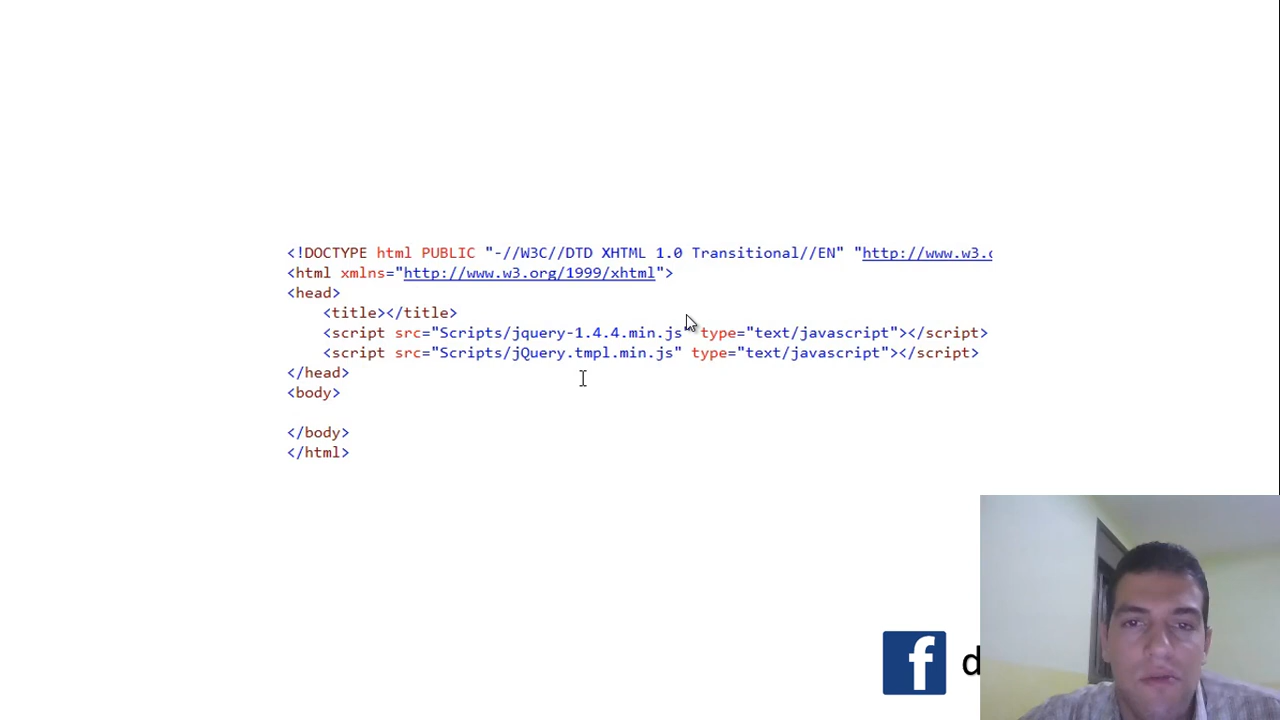 <!DOCTYPE html PUBLIC "-//W3C//DTD XHTML 1.0 Transitional//EN" "http://www.w3.
<html xmlns="http://www.w3.org/1999/xhtml">
<head>
<title></title>
<script src="Scripts/jquery-1.4.4.min.js" type="text/javascript"></script>
<script src="Scripts/jQuery.tmpl.min.js" type="text/javascript"></script>
</head>
<body>
</body>
</html>
f d